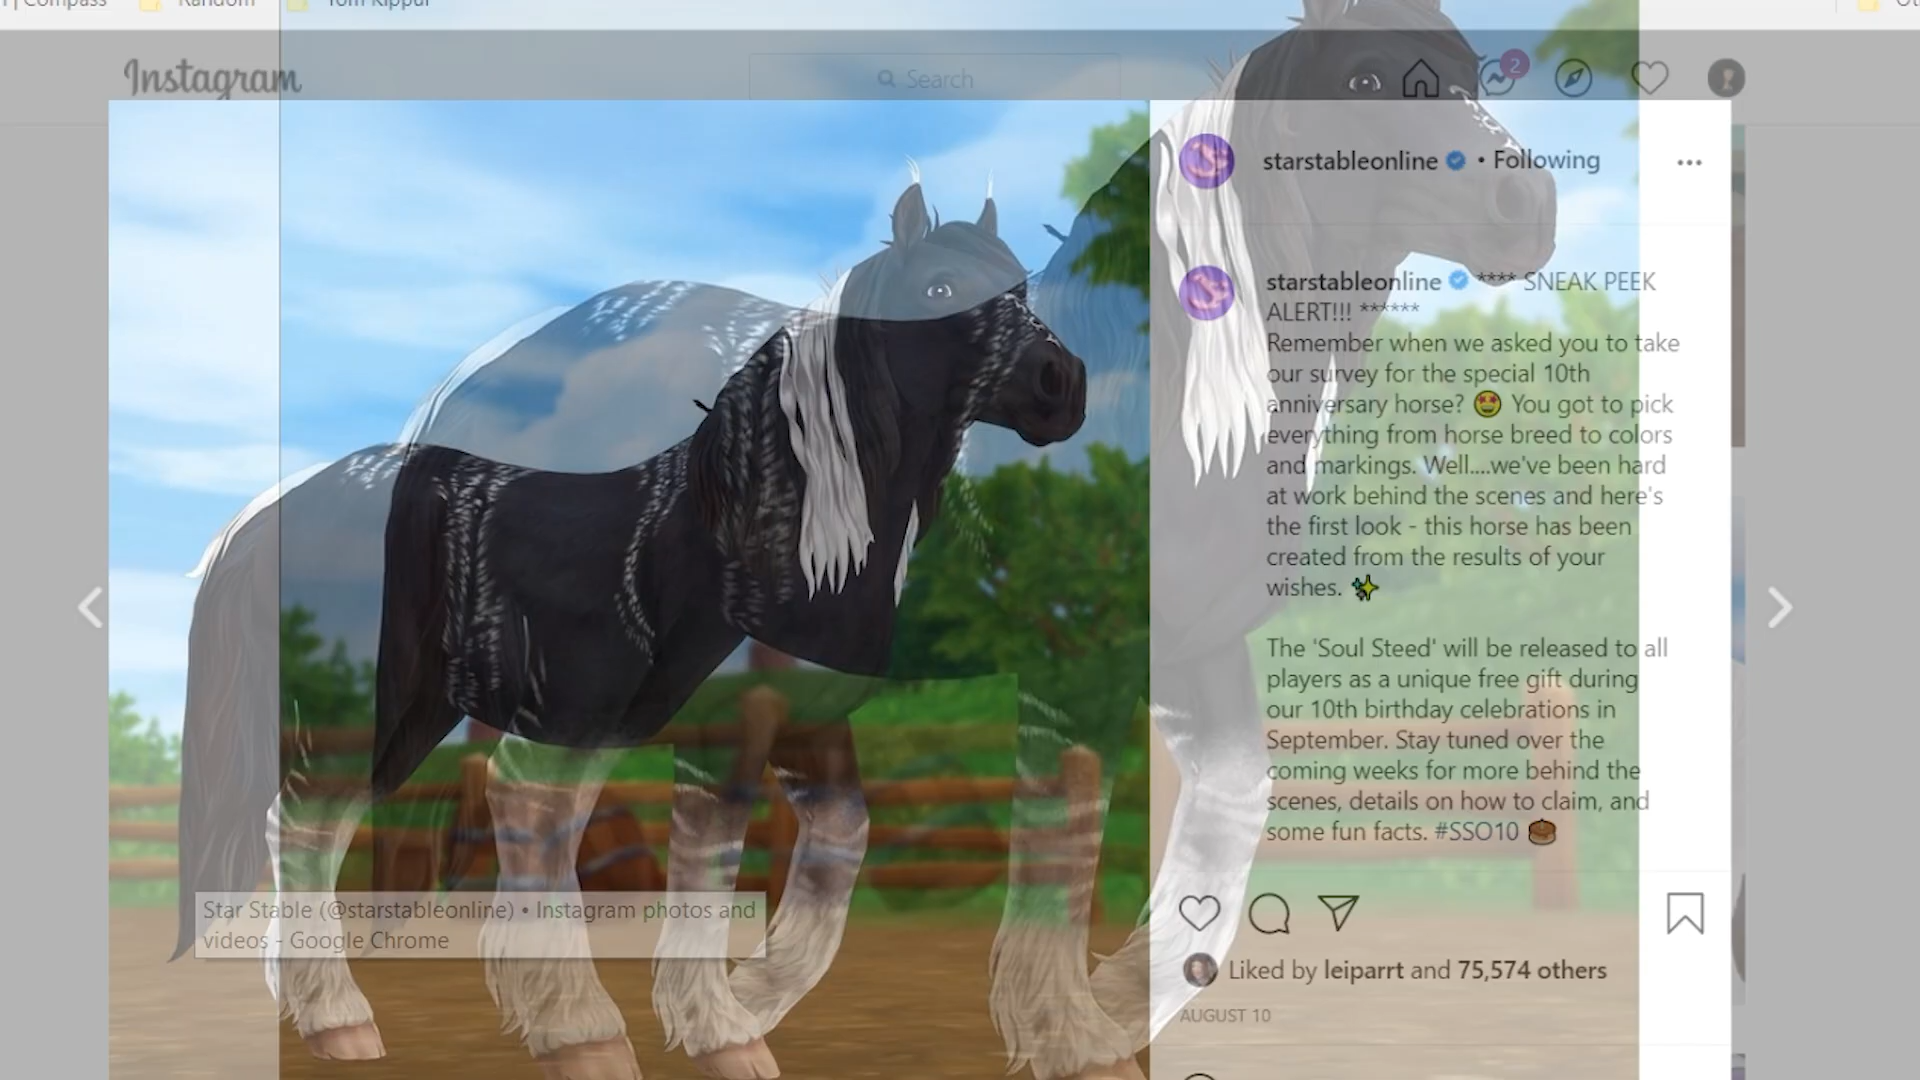 Compass
Random
Yom Kippur
Instagram
Search
2
starstableonline • Following
starstableonline **** SNEAK PEEK
ALERT!!! ******
Remember when we asked you to take
our survey for the special 10th
anniversary horse? 🤩 You got to pick
everything from horse breed to colors
and markings. Well....we've been hard
at work behind the scenes and here's
the first look - this horse has been
created from the results of your
wishes. ✨
The 'Soul Steed' will be released to all
players as a unique free gift during
our 10th birthday celebrations in
September. Stay tuned over the
coming weeks for more behind the
scenes, details on how to claim, and
some fun facts. #SSO10
Star Stable (@starstableonline) • Instagram photos and
videos - Google Chrome
Liked by leiparrt and 75,574 others
AUGUST 10